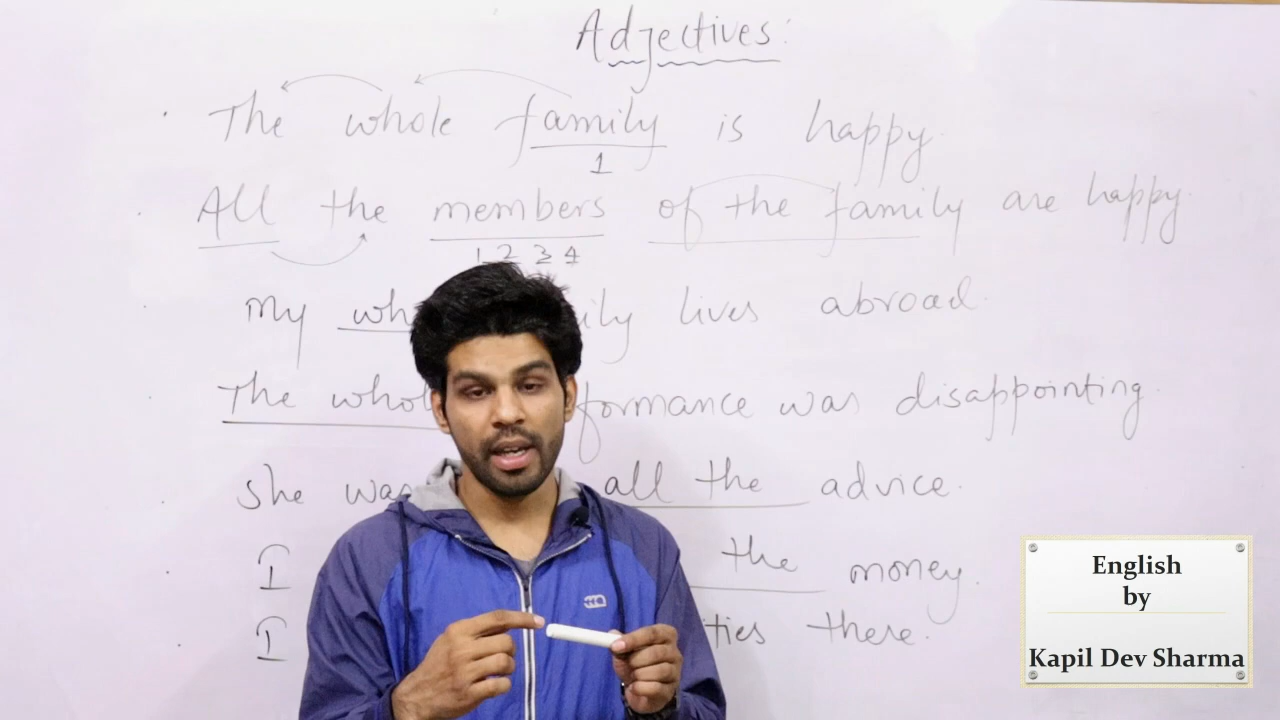 Adjectives:
The whole family is happy.
1
All the members of the family are happy.
1 2 3 4
My wh ily lives abroad.
The whol formance was disappointing.
She was all the advice.
I the money.
I ties there.
English
by
Kapil Dev Sharma